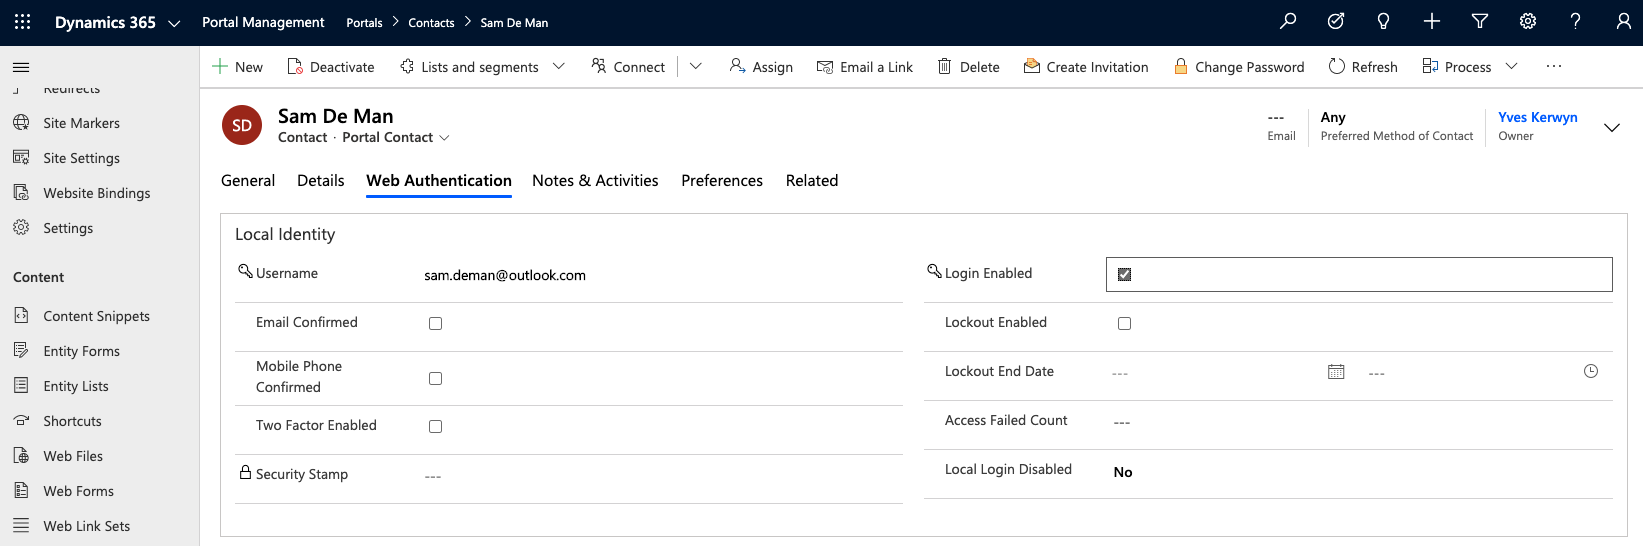 Dynamics 365 Portal Management Portals Contacts Sam De Man
New Deactivate Lists and segments Connect Assign Email a Link Delete Create Invitation Change Password Refresh Process ...
Redirects
Site Markers
Site Settings
Website Bindings
Settings
Content
Content Snippets
Entity Forms
Entity Lists
Shortcuts
Web Files
Web Forms
Web Link Sets
SD
Sam De Man
Contact · Portal Contact
---
Email
Any
Preferred Method of Contact
Yves Kerwyn
Owner
General Details Web Authentication Notes & Activities Preferences Related
Local Identity
Username sam.deman@outlook.com
Email Confirmed
Mobile Phone
Confirmed
Two Factor Enabled
Security Stamp ---
Login Enabled
Lockout Enabled
Lockout End Date --- ---
Access Failed Count ---
Local Login Disabled No